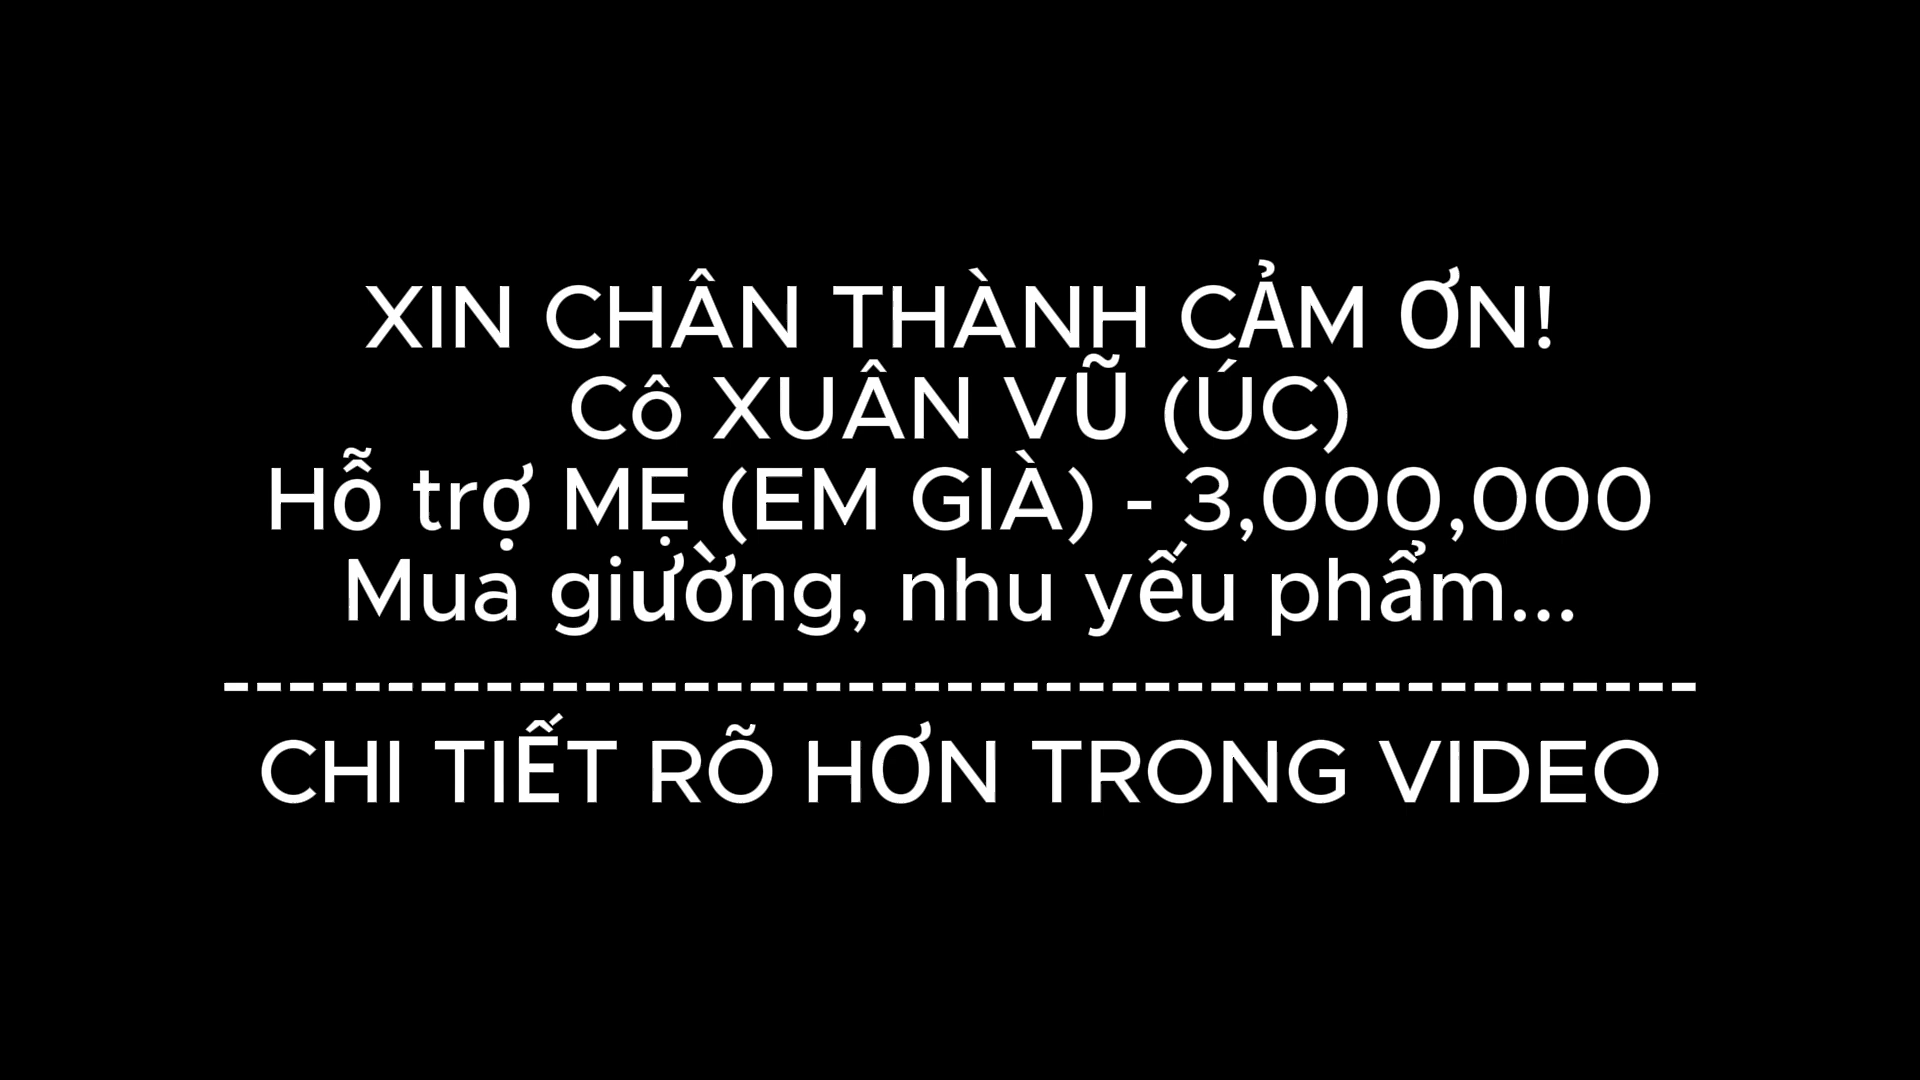 XIN CHÂN THÀNH CẢM ƠN!
Cô XUÂN VŨ (ÚC)
Hỗ trợ MẸ (EM GIÀ) - 3,000,000
Mua giường, nhu yếu phẩm...
---------------------------------------------
CHI TIẾT RÕ HƠN TRONG VIDEO